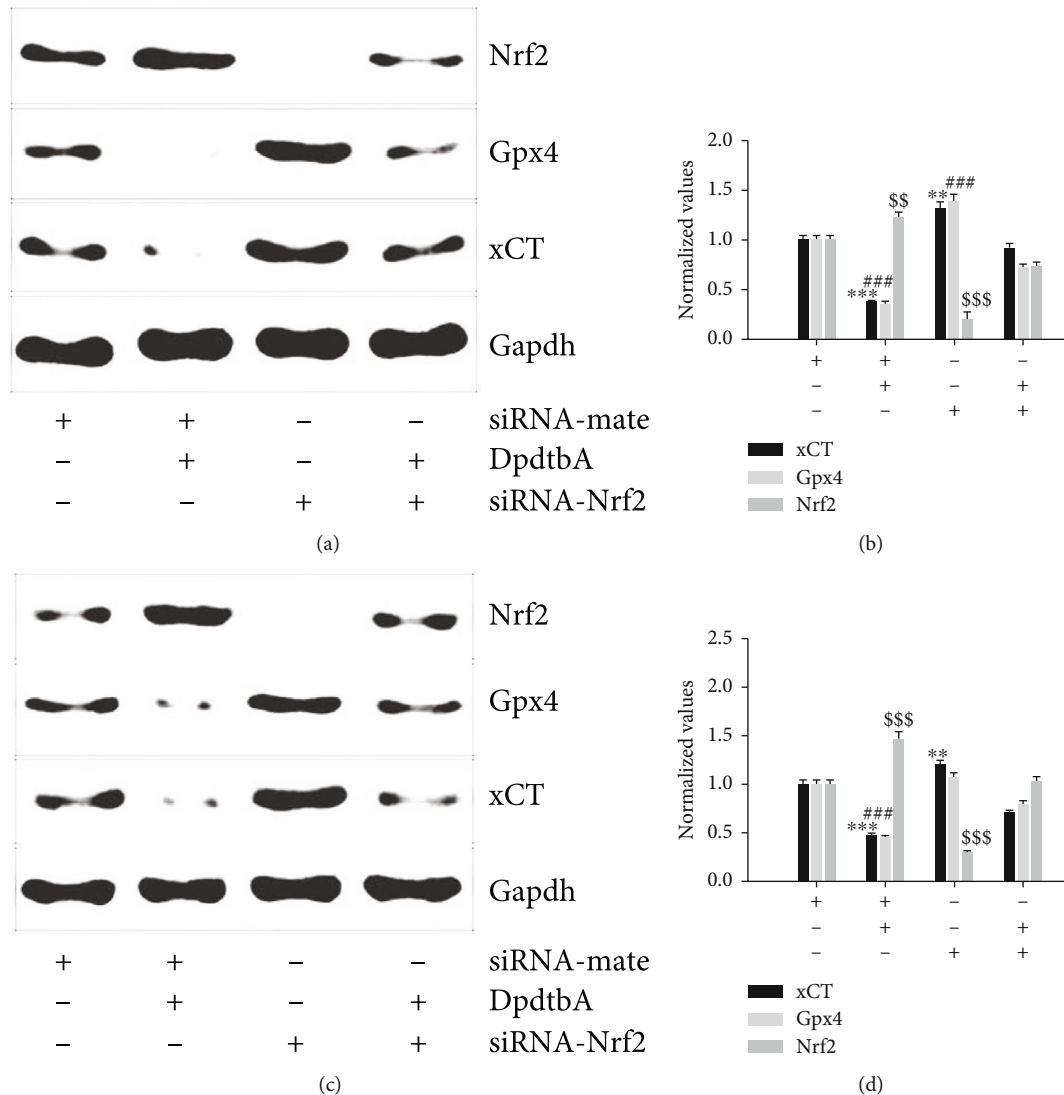 Nrf2
Gpx4
xCT
Gapdh
+ + – – siRNA-mate
– + – + DpdtbA
– – + + siRNA-Nrf2
(a)
Normalized values
2.0
1.5
1.0
0.5
0.0
*** ### $$ ** ### $$$
+ + – –
– + – +
– – + +
xCT
Gpx4
Nrf2
(b)
Nrf2
Gpx4
xCT
Gapdh
+ + – – siRNA-mate
– + – + DpdtbA
– – + + siRNA-Nrf2
(c)
Normalized values
2.5
2.0
1.5
1.0
0.5
0.0
*** ### $$$ ** $$$
+ + – –
– + – +
– – + +
xCT
Gpx4
Nrf2
(d)